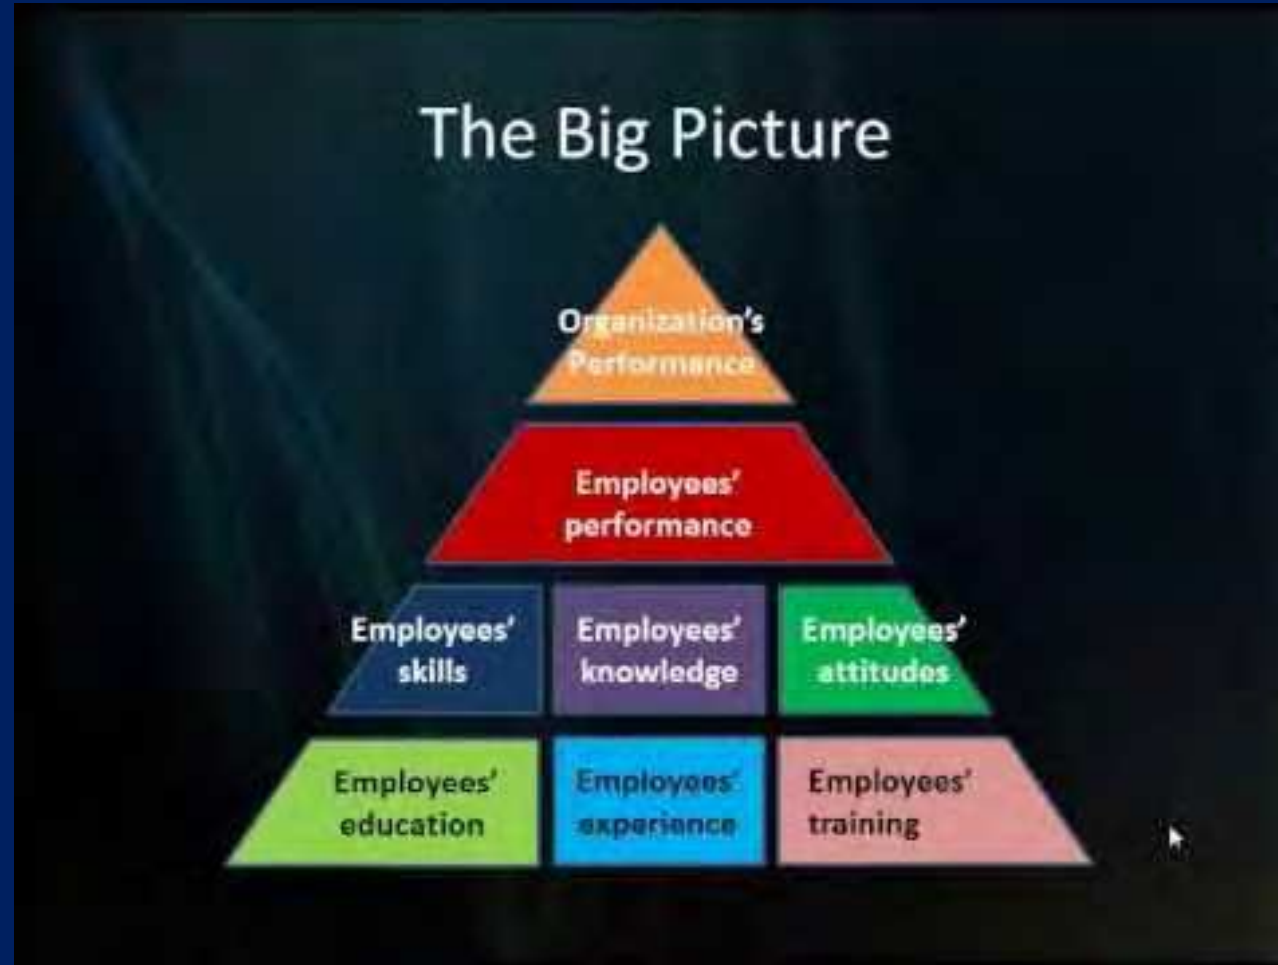 The Big Picture
Organization's
Performance
Employees'
performance
Employees'
skills
Employees'
knowledge
Employees'
attitudes
Employees'
education
Employees'
experience
Employees'
training